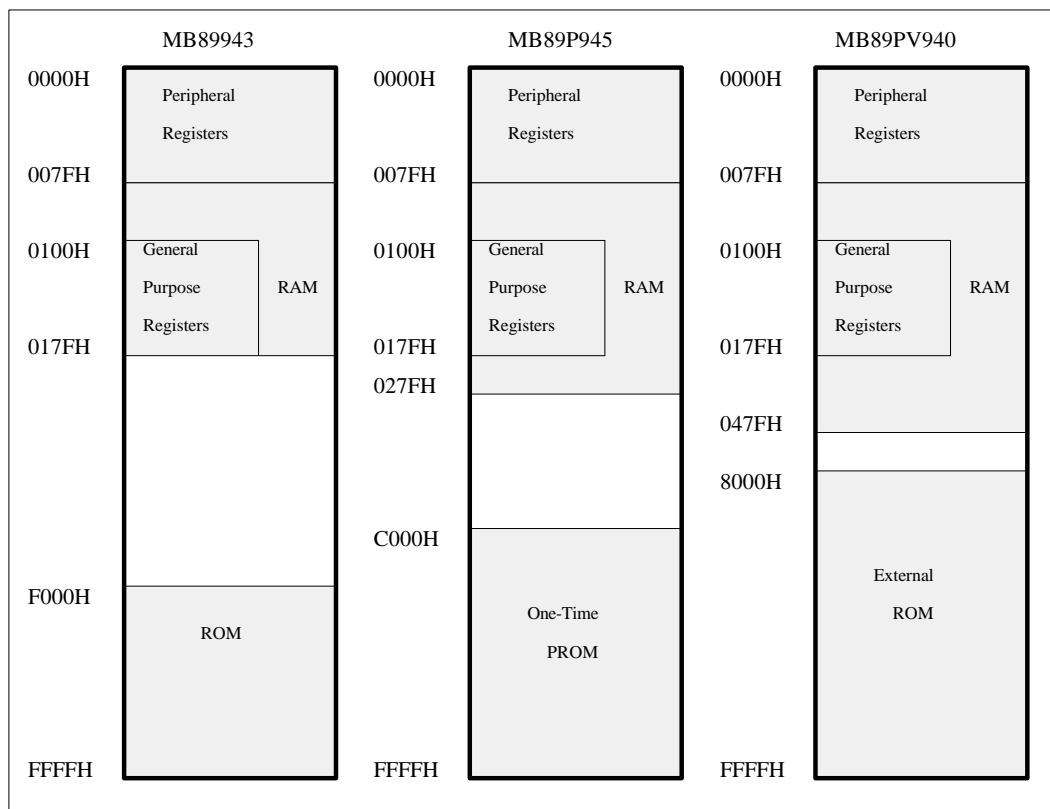 MB89943
0000H
Peripheral
Registers
007FH
0100H
General
Purpose
RAM
Registers
017FH
F000H
ROM
FFFFH
MB89P945
0000H
Peripheral
Registers
007FH
0100H
General
Purpose
RAM
Registers
017FH
027FH
C000H
One-Time
PROM
FFFFH
MB89PV940
0000H
Peripheral
Registers
007FH
0100H
General
Purpose
RAM
Registers
017FH
047FH
8000H
External
ROM
FFFFH